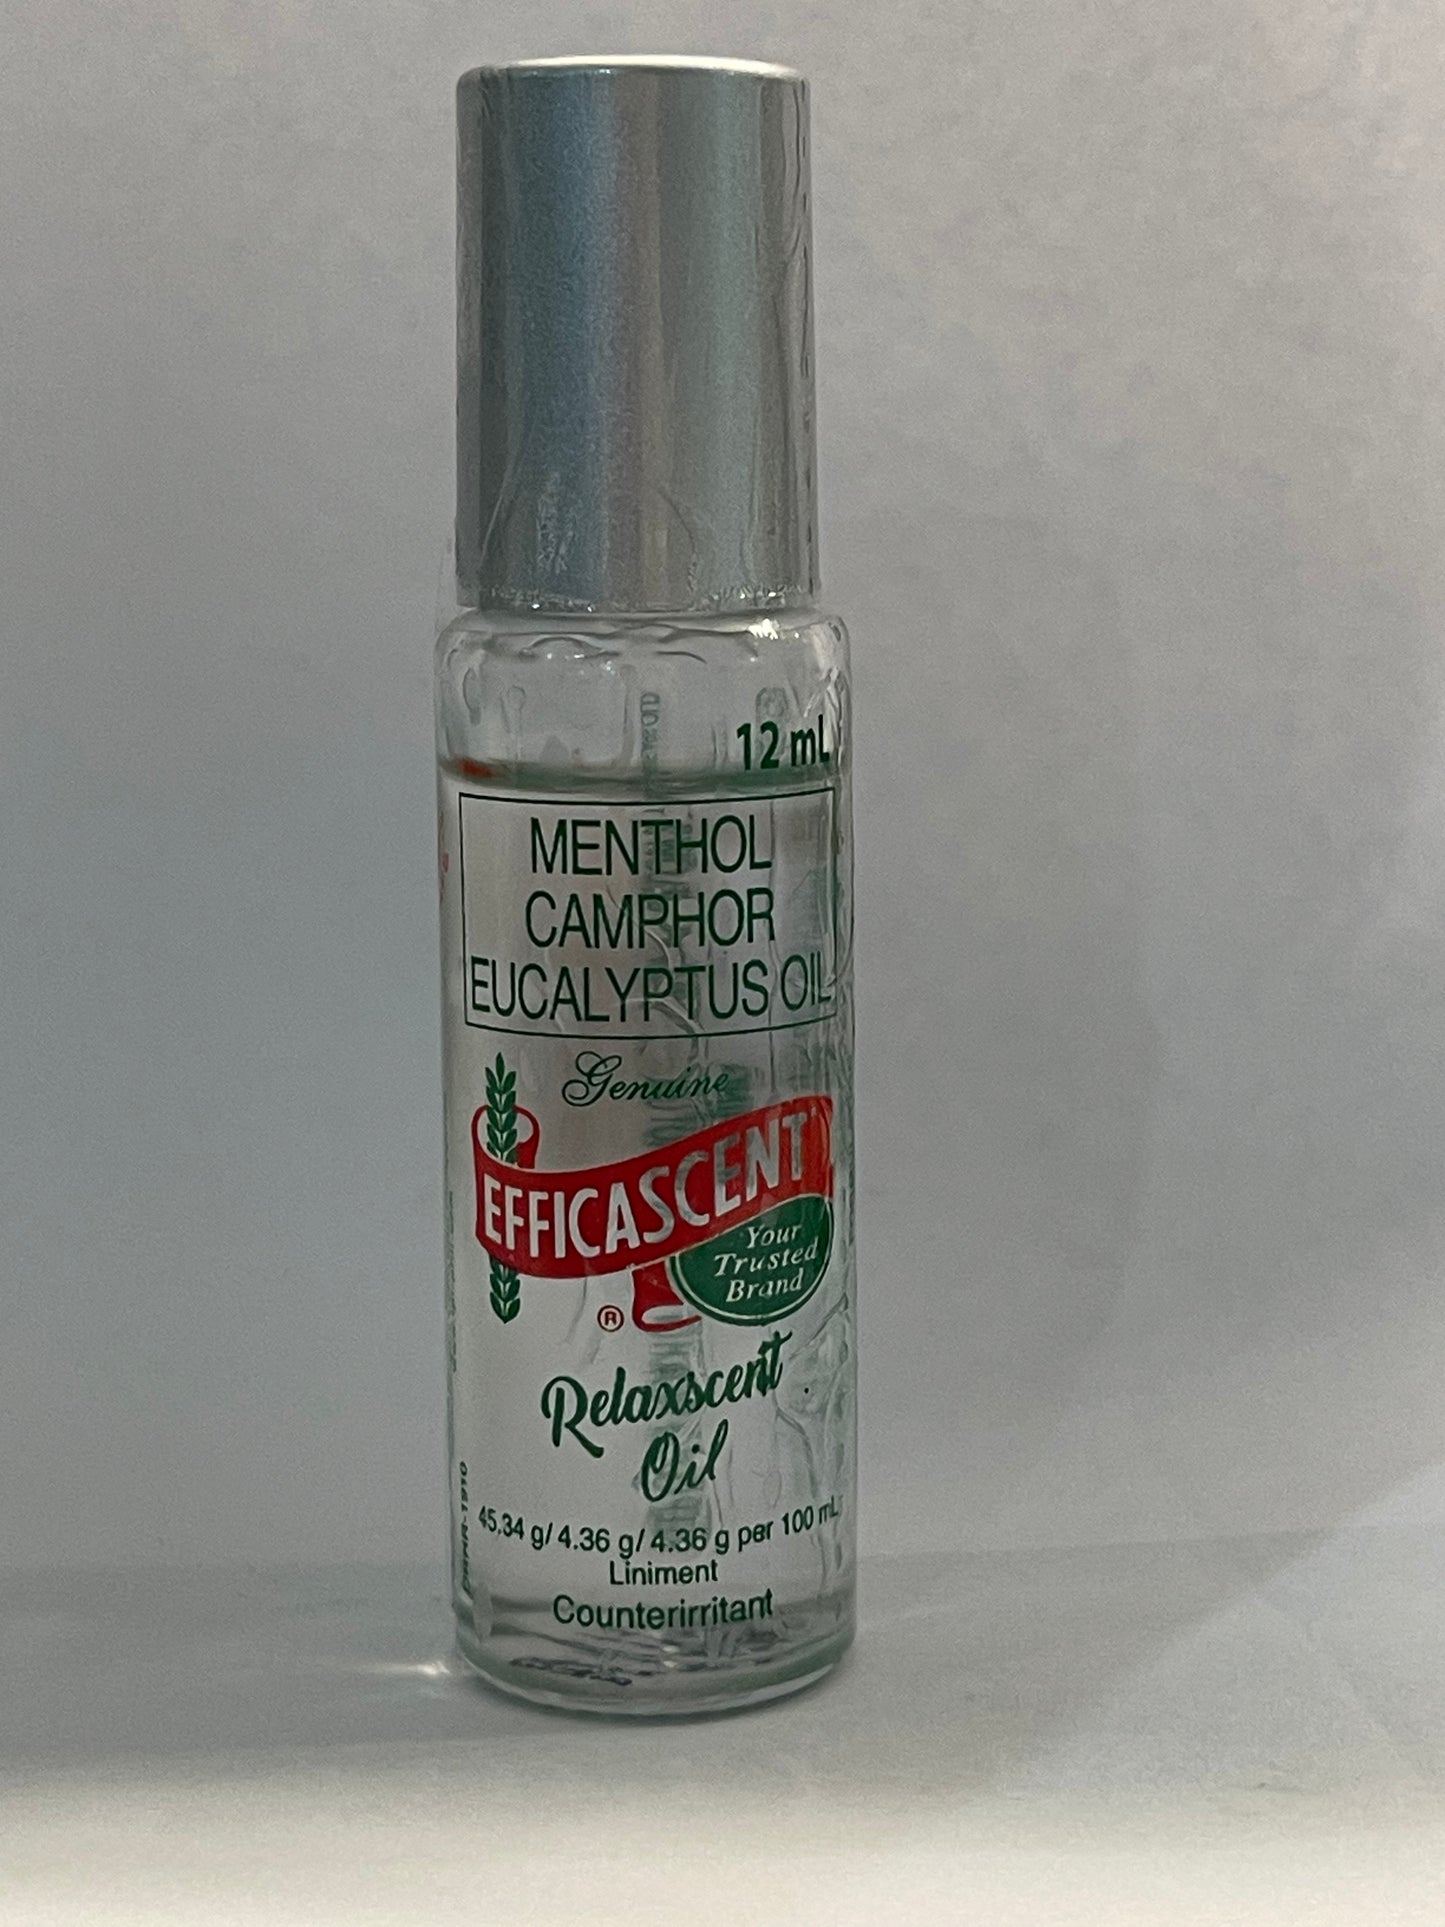 12 mL
MENTHOL
CAMPHOR
EUCALYPTUS OIL
Genuine
EFFICASCENT
Your
Trusted
Brand
®
Relaxscent
Oil
45.34 g/ 4.36 g/ 4.36 g per 100 mL
Liniment
Counterirritant